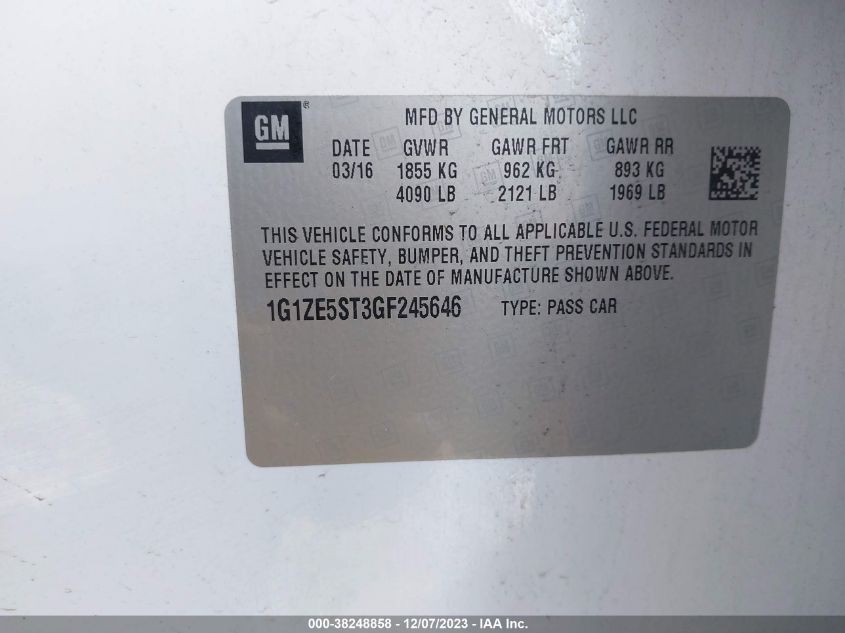 GM ®
MFD BY GENERAL MOTORS LLC
DATE GVWR GAWR FRT GAWR RR
03/16 1855 KG 962 KG 893 KG
4090 LB 2121 LB 1969 LB
THIS VEHICLE CONFORMS TO ALL APPLICABLE U.S. FEDERAL MOTOR
VEHICLE SAFETY, BUMPER, AND THEFT PREVENTION STANDARDS IN
EFFECT ON THE DATE OF MANUFACTURE SHOWN ABOVE.
1G1ZE5ST3GF245646 TYPE: PASS CAR
000-38248858 - 12/07/2023 - IAA Inc.